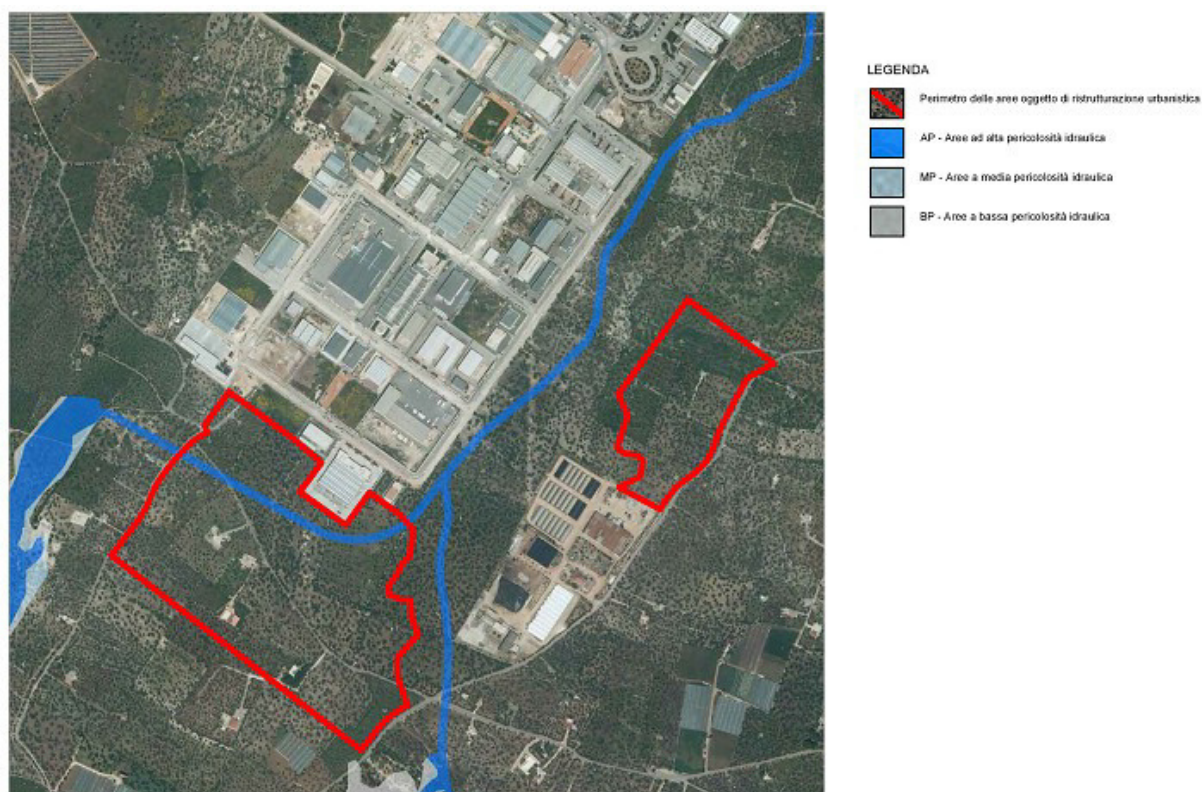 LEGENDA
Perimetro delle aree oggetto di ristrutturazione urbanistica
AP - Aree ad alta pericolosità idraulica
MP - Aree a media pericolosità idraulica
BP - Aree a bassa pericolosità idraulica